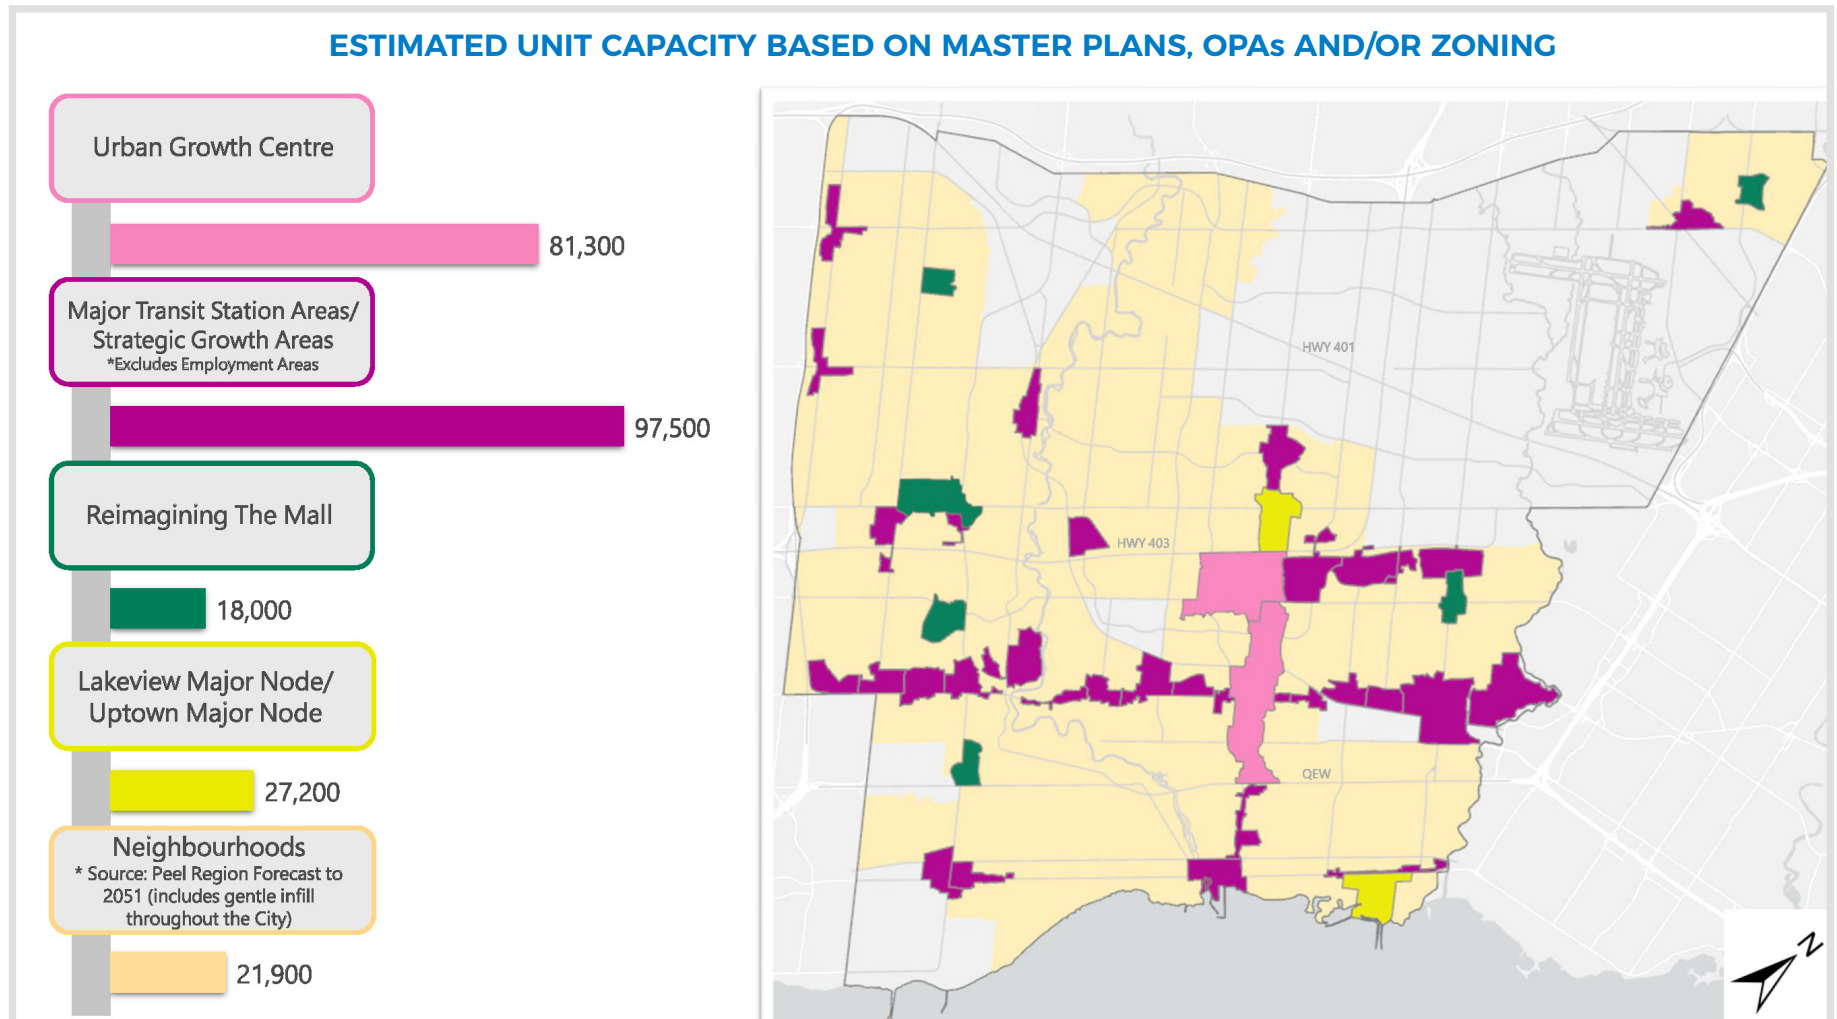 ESTIMATED UNIT CAPACITY BASED ON MASTER PLANS, OPAs AND/OR ZONING
Urban Growth Centre
81,300
Major Transit Station Areas/
Strategic Growth Areas
*Excludes Employment Areas
97,500
Reimagining The Mall
18,000
Lakeview Major Node/
Uptown Major Node
27,200
Neighbourhoods
* Source: Peel Region Forecast to
2051 (includes gentle infill
throughout the City)
21,900
HWY 401
HWY 403
QEW
N